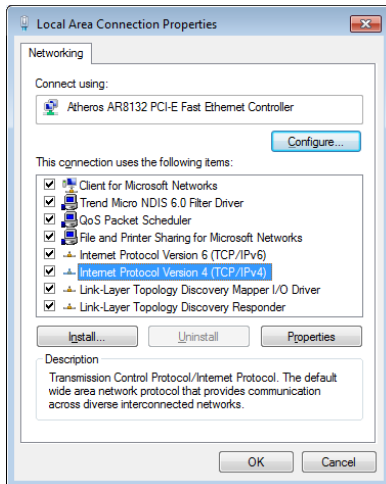 Local Area Connection Properties
Networking
Connect using:
Atheros AR8132 PCI-E Fast Ethernet Controller
Configure...
This connection uses the following items:
Client for Microsoft Networks
Trend Micro NDIS 6.0 Filter Driver
QoS Packet Scheduler
File and Printer Sharing for Microsoft Networks
Internet Protocol Version 6 (TCP/IPv6)
Internet Protocol Version 4 (TCP/IPv4)
Link-Layer Topology Discovery Mapper I/O Driver
Link-Layer Topology Discovery Responder
Install... Uninstall Properties
Description
Transmission Control Protocol/Internet Protocol. The default
wide area network protocol that provides communication
across diverse interconnected networks.
OK Cancel